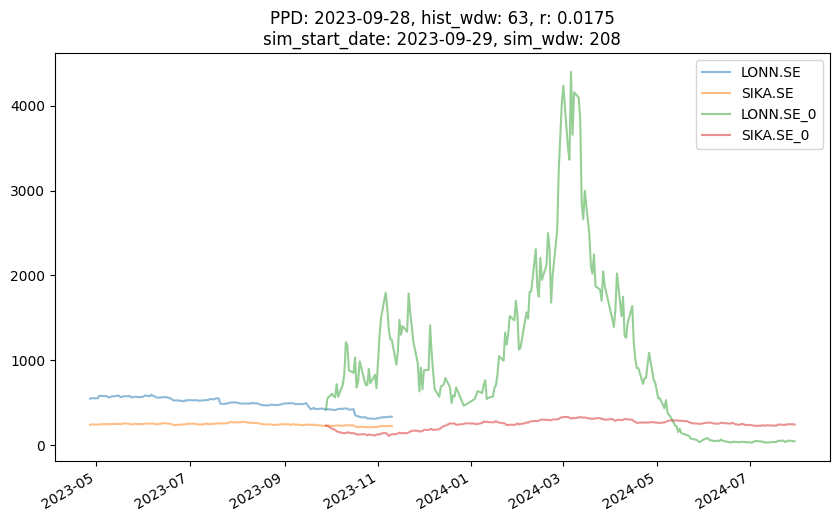 PPD: 2023-09-28, hist_wdw: 63, r: 0.0175
sim_start_date: 2023-09-29, sim_wdw: 208
LONN.SE
SIKA.SE
LONN.SE_0
SIKA.SE_0
4000
3000
2000
1000
0
2023-05
2023-07
2023-09
2023-11
2024-01
2024-03
2024-05
2024-07